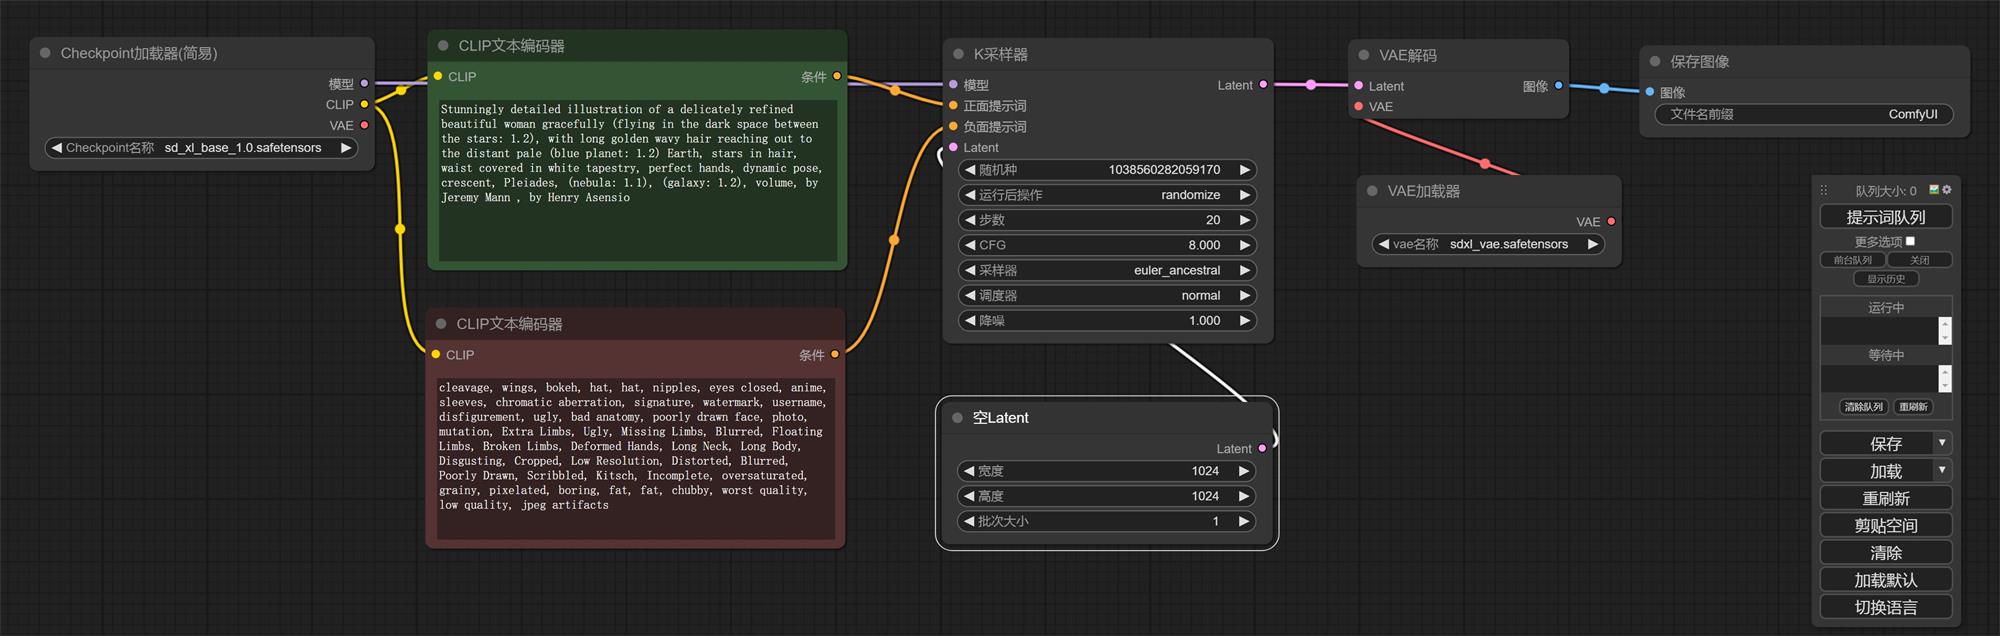 Checkpoint加载器(简易)
模型
CLIP
VAE
Checkpoint名称 sd_xl_base_1.0.safetensors
CLIP文本编码器
CLIP 条件
Stunningly detailed illustration of a delicately refined
beautiful woman gracefully (flying in the dark space between
the stars: 1.2), with long golden wavy hair reaching out to
the distant pale (blue planet: 1.2) Earth, stars in hair,
waist covered in white tapestry, perfect hands, dynamic pose,
crescent, Pleiades, (nebula: 1.1), (galaxy: 1.2), volume, by
Jeremy Mann , by Henry Asensio
CLIP文本编码器
CLIP 条件
cleavage, wings, bokeh, hat, hat, nipples, eyes closed, anime,
sleeves, chromatic aberration, signature, watermark, username,
disfigurement, ugly, bad anatomy, poorly drawn face, photo,
mutation, Extra Limbs, Ugly, Missing Limbs, Blurred, Floating
Limbs, Broken Limbs, Deformed Hands, Long Neck, Long Body,
Disgusting, Cropped, Low Resolution, Distorted, Blurred,
Poorly Drawn, Scribbled, Kitsch, Incomplete, oversaturated,
grainy, pixelated, boring, fat, fat, chubby, worst quality,
low quality, jpeg artifacts
K采样器
模型 Latent
正面提示词
负面提示词
Latent
随机种 1038560282059170
运行后操作 randomize
步数 20
CFG 8.000
采样器 euler_ancestral
调度器 normal
降噪 1.000
空Latent
Latent
宽度 1024
高度 1024
批次大小 1
VAE解码
Latent 图像
VAE
VAE加载器
VAE
vae名称 sdxl_vae.safetensors
保存图像
图像
文件名前缀 ComfyUI
队列大小: 0
提示词队列
更多选项
前台队列 关闭
显示历史
运行中
等待中
清除队列 重刷新
保存
加载
重刷新
剪贴空间
清除
加载默认
切换语言